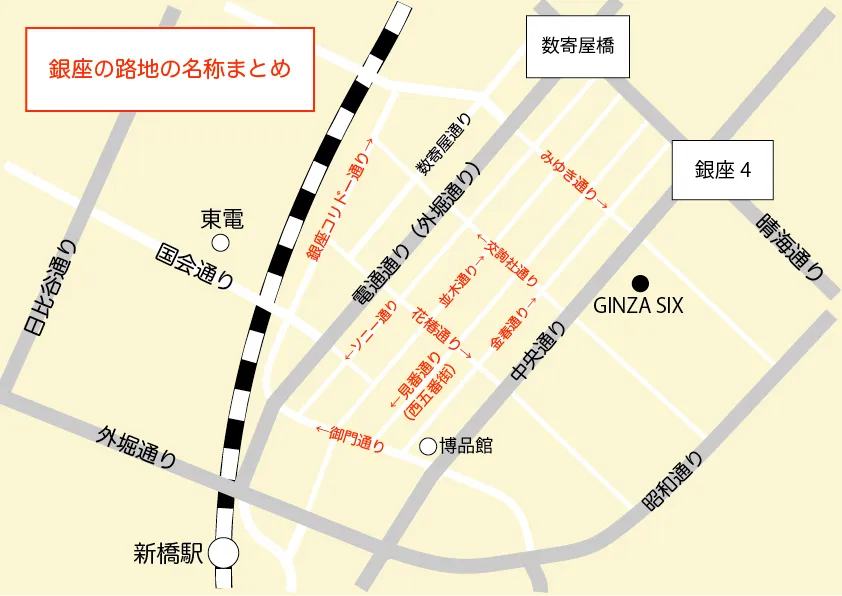 銀座の路地の名称まとめ
数寄屋橋
数寄屋通り
銀座4
みゆき通り→
銀座コリドー通り→
東電
国会通り
電通通り（外堀通り）
晴海通り
日比谷通り
←交詢社通り
並木通り→
GINZA SIX
←ソニー通り
花椿通り→
金春通り→
中央通り
←見番通り
(西五番街)
外堀通り
←御門通り
博品館
昭和通り
新橋駅